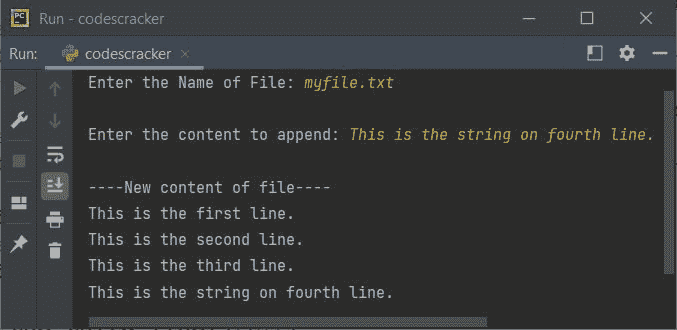 PC
Run - codescracker
Run:
codescracker
Enter the Name of File: myfile.txt
Enter the content to append: This is the string on fourth line.
----New content of file----
This is the first line.
This is the second line.
This is the third line.
This is the string on fourth line.